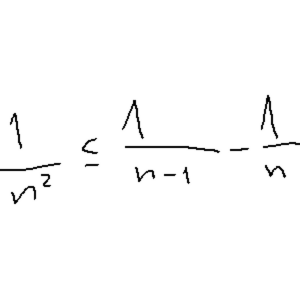 1/n² ≤ 1/(n-1) - 1/n